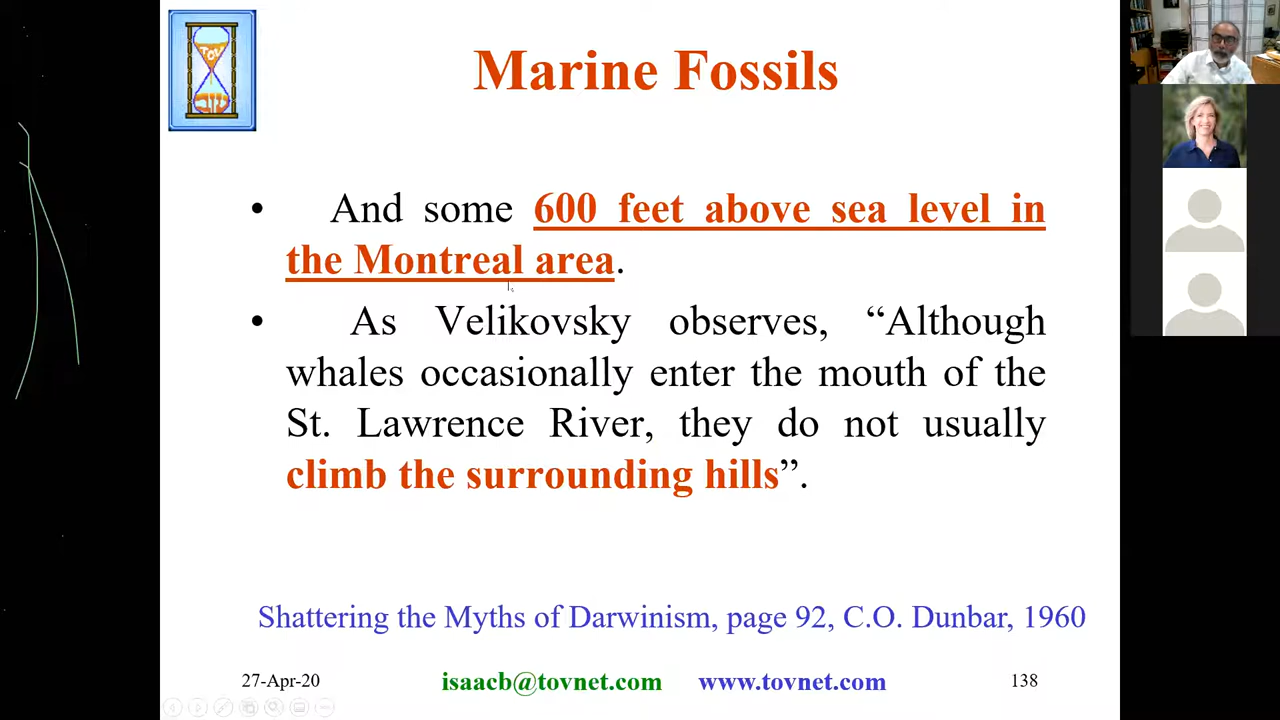 TOV
Marine Fossils
• And some 600 feet above sea level in
the Montreal area.
• As Velikovsky observes, “Although
whales occasionally enter the mouth of the
St. Lawrence River, they do not usually
climb the surrounding hills”.
Shattering the Myths of Darwinism, page 92, C.O. Dunbar, 1960
27-Apr-20 isaacb@tovnet.com www.tovnet.com 138